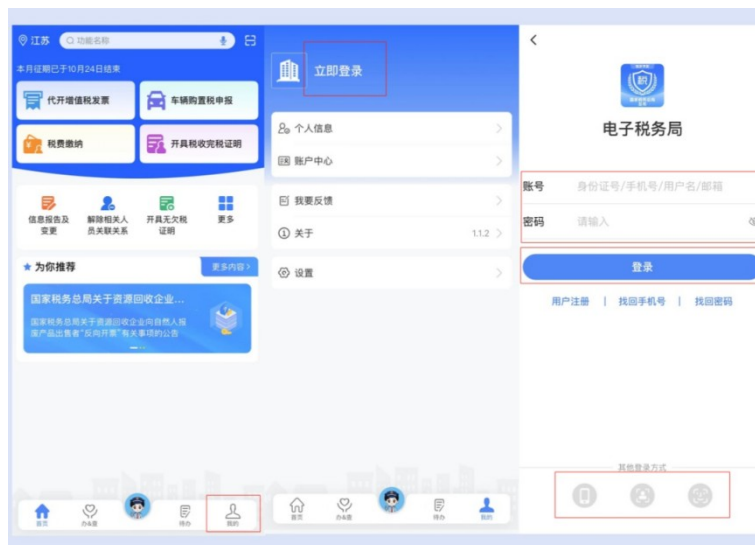 江苏
功能名称
本月征期已于10月24日结束
代开增值税发票
车辆购置税申报
税费缴纳
开具税收完税证明
信息报告及
变更
解除相关人
员关联关系
开具无欠税
证明
更多
为你推荐
更多内容>
国家税务总局关于资源回收企业...
国家税务总局关于资源回收企业向自然人报
废产品出售者“反向开票”有关事项的公告
首页
办&查
待办
我的
立即登录
个人信息
账户中心
我要反馈
关于
1.1.2
设置
首页
办&查
待办
我的
税
电子税务局
账号
身份证号/手机号/用户名/邮箱
密码
请输入
登录
用户注册 | 找回手机号 | 找回密码
其他登录方式